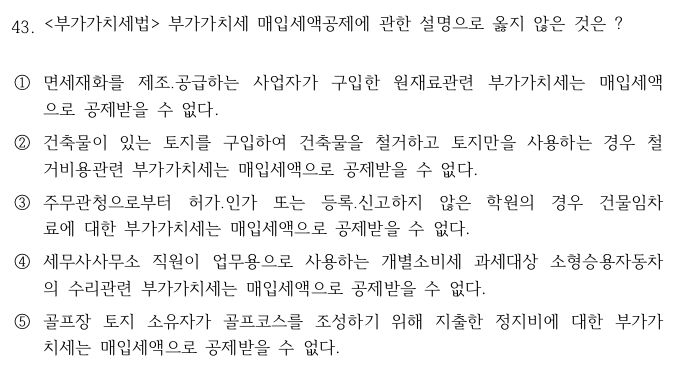 43. <부가가치세법> 부가가치세 매입세액공제에 관한 설명으로 옳지 않은 것은 ?
① 면세재화를 제조.공급하는 사업자가 구입한 원재료관련 부가가치세는 매입세액
으로 공제받을 수 없다.
② 건축물이 있는 토지를 구입하여 건축물을 철거하고 토지만을 사용하는 경우 철
거비용관련 부가가치세는 매입세액으로 공제받을 수 없다.
③ 주무관청으로부터 허가.인가 또는 등록.신고하지 않은 학원의 경우 건물임차
료에 대한 부가가치세는 매입세액으로 공제받을 수 없다.
④ 세무사사무소 직원이 업무용으로 사용하는 개별소비세 과세대상 소형승용자동차
의 수리관련 부가가치세는 매입세액으로 공제받을 수 없다.
⑤ 골프장 토지 소유자가 골프코스를 조성하기 위해 지출한 정지비에 대한 부가가
치세는 매입세액으로 공제받을 수 없다.